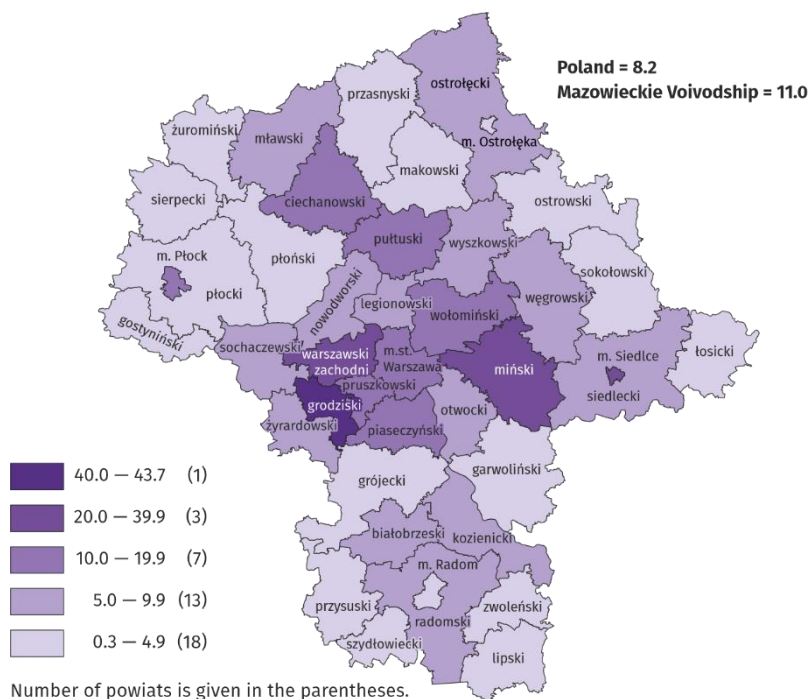 Poland = 8.2
Mazowieckie Voivodship = 11.0
ostrołęcki
przasnyski
żuromiński
mławski
m. Ostrołęka
makowski
sierpecki
ciechanowski
ostrowski
pułtuski
wyszkowski
m. Płock
płoński
sokołowski
płocki
nowodworski
legionowski
węgrowski
wołomiński
gostyniński
sochaczewski
warszawski
zachodni
m.st.
Warszawa
miński
m. Siedlce
łosicki
pruszkowski
siedlecki
grodziski
otwocki
żyrardowski
piaseczyński
garwoliński
grójecki
białobrzeski
kozienicki
m. Radom
przysuski
zwoleński
radomski
szydłowiecki
lipski
40.0 — 43.7 (1)
20.0 — 39.9 (3)
10.0 — 19.9 (7)
5.0 — 9.9 (13)
0.3 — 4.9 (18)
Number of powiats is given in the parentheses.